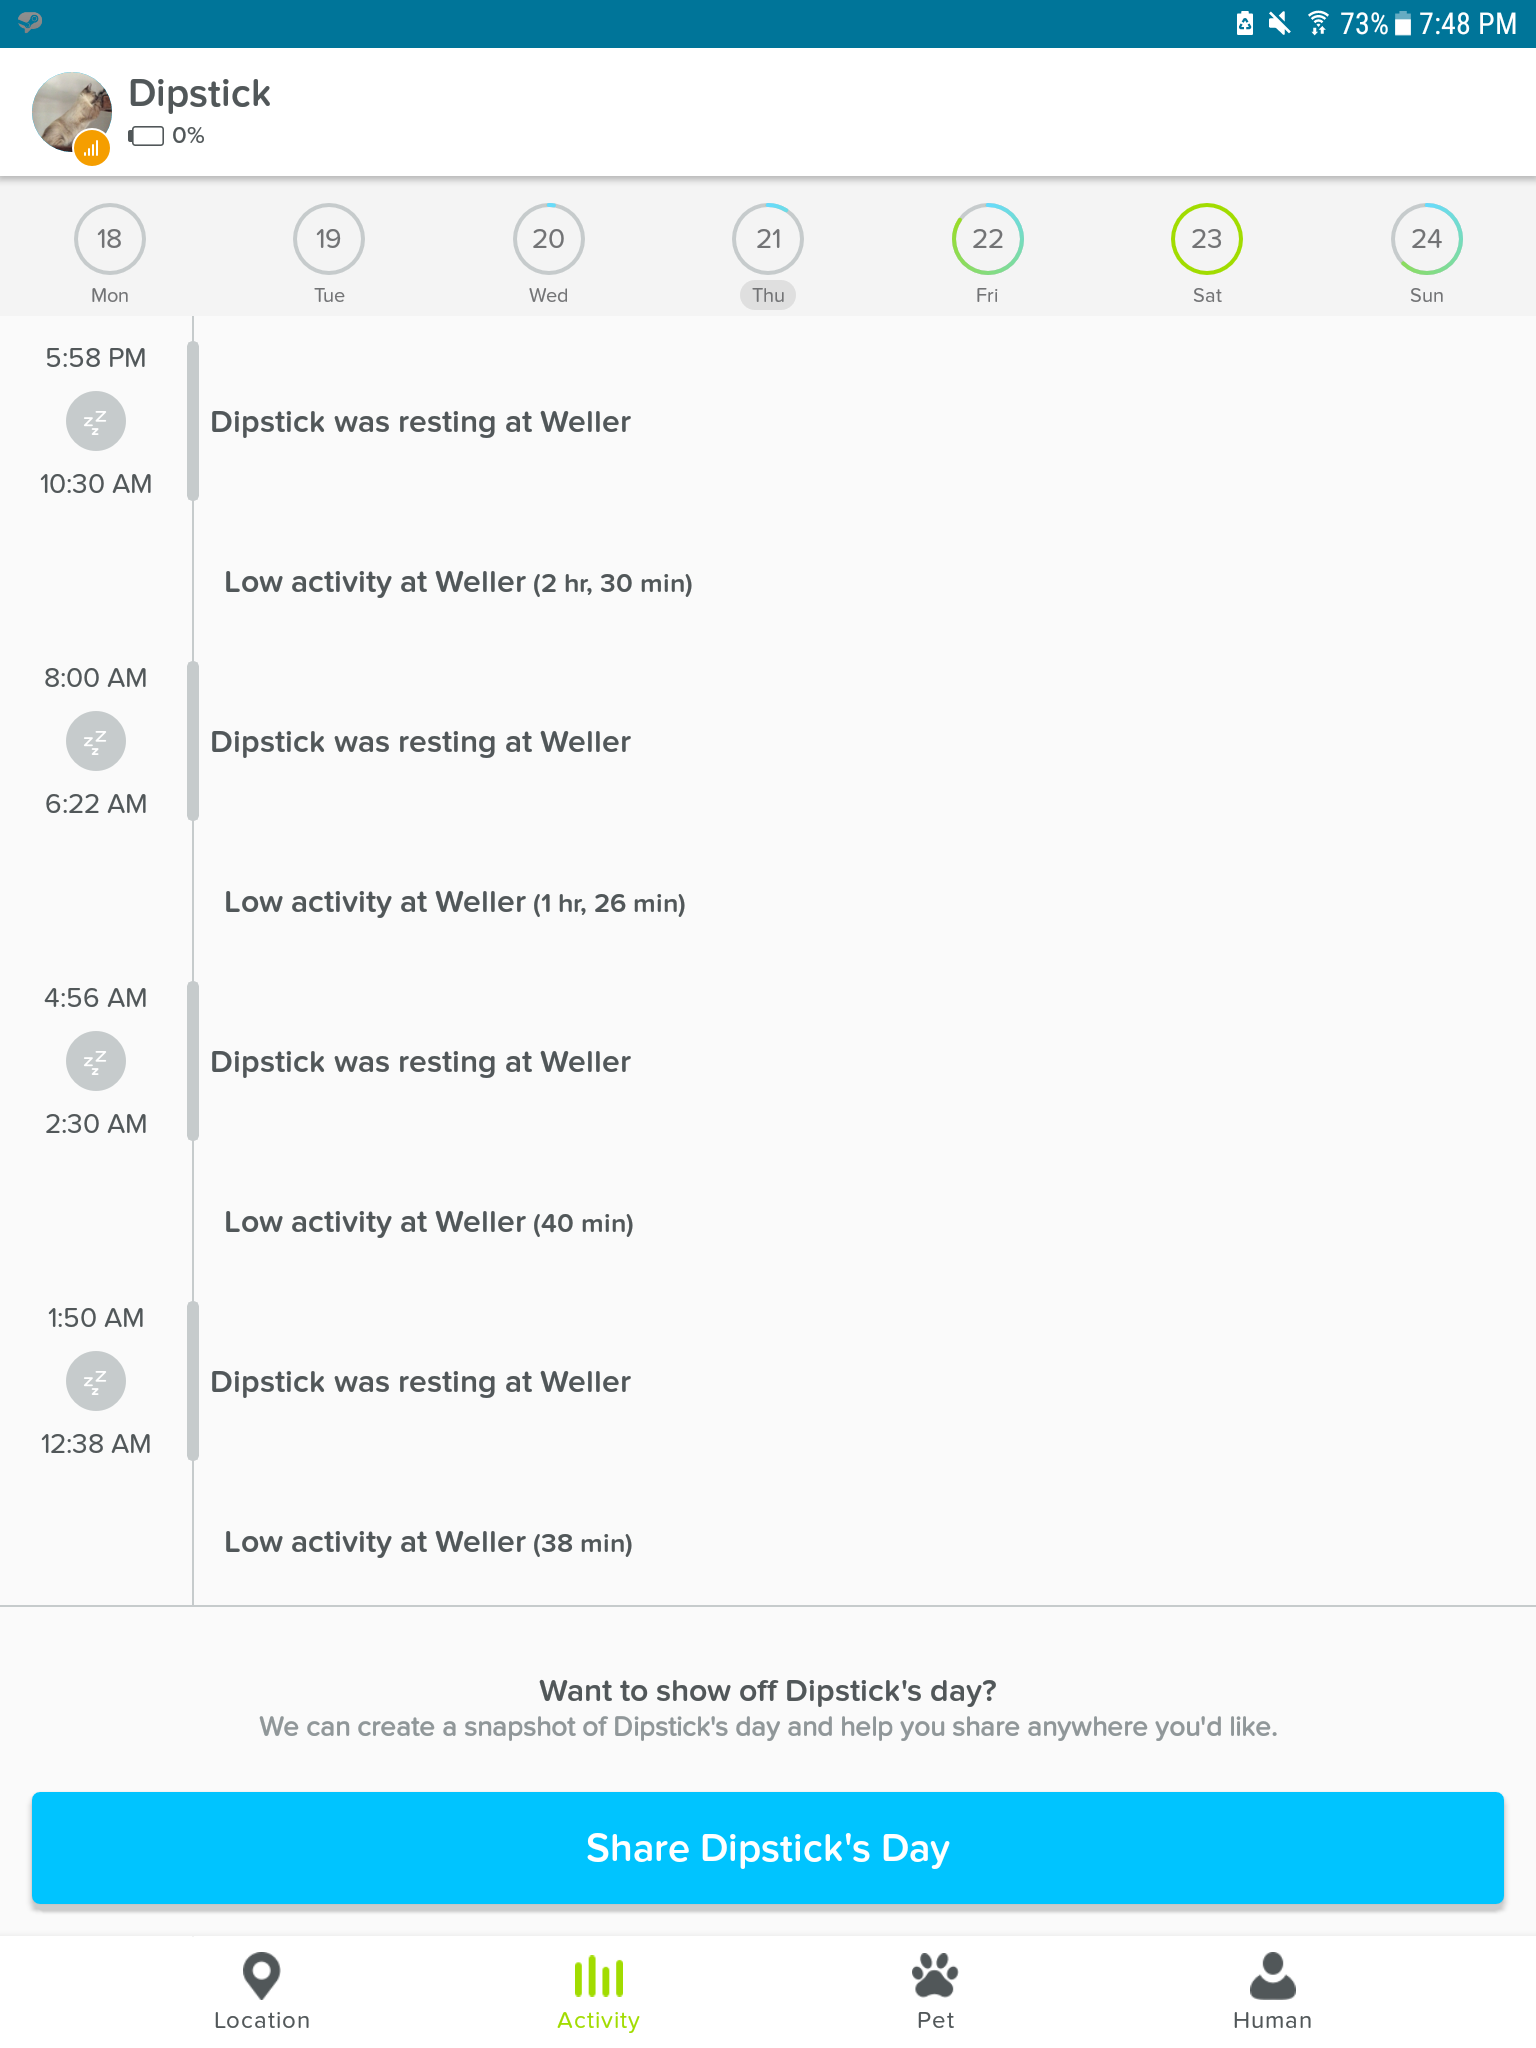 73% 7:48 PM
Dipstick
0%
18 19 20 21 22 23 24
Mon Tue Wed Thu Fri Sat Sun
5:58 PM
Dipstick was resting at Weller
10:30 AM
Low activity at Weller (2 hr, 30 min)
8:00 AM
Dipstick was resting at Weller
6:22 AM
Low activity at Weller (1 hr, 26 min)
4:56 AM
Dipstick was resting at Weller
2:30 AM
Low activity at Weller (40 min)
1:50 AM
Dipstick was resting at Weller
12:38 AM
Low activity at Weller (38 min)
Want to show off Dipstick's day?
We can create a snapshot of Dipstick's day and help you share anywhere you'd like.
Share Dipstick's Day
Location Activity Pet Human